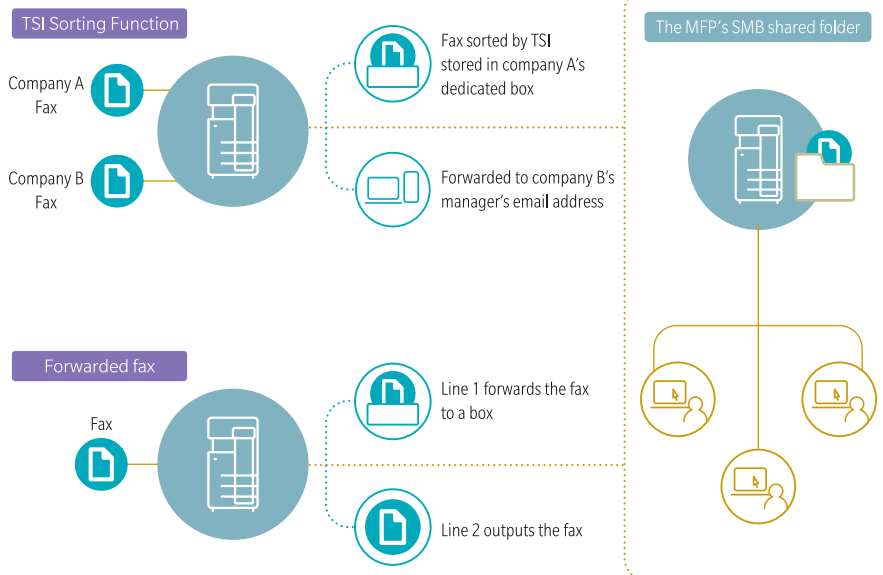 TSI Sorting Function
Company A
Fax
Company B
Fax
Fax sorted by TSI
stored in company A's
dedicated box
Forwarded to company B's
manager's email address
Forwarded fax
Fax
Line 1 forwards the fax
to a box
Line 2 outputs the fax
The MFP's SMB shared folder